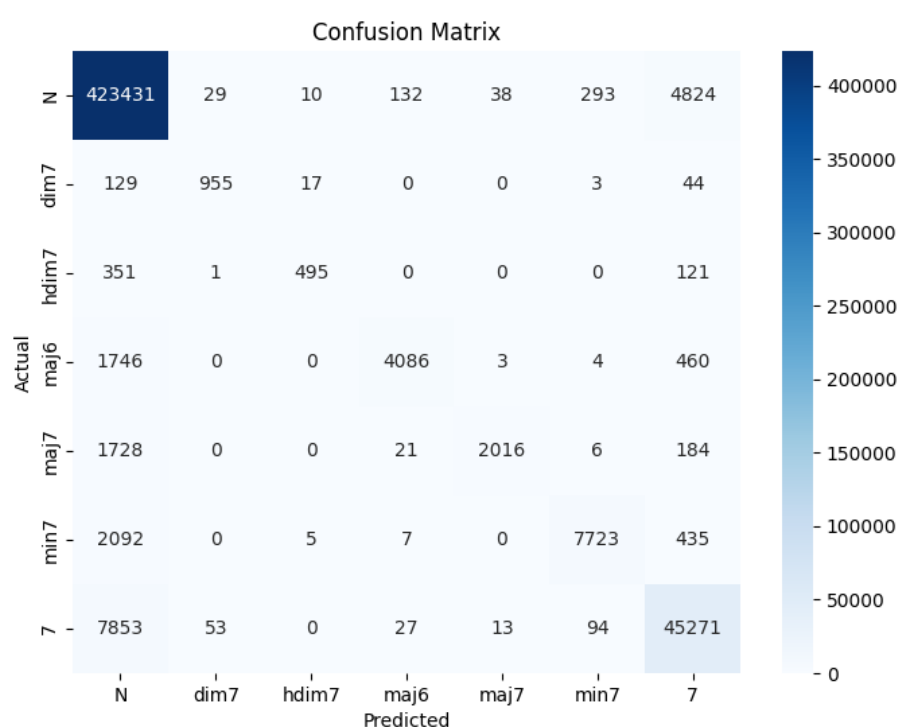 Confusion Matrix
Actual
N 423431 29 10 132 38 293 4824
dim7 129 955 17 0 0 3 44
hdim7 351 1 495 0 0 0 121
maj6 1746 0 0 4086 3 4 460
maj7 1728 0 0 21 2016 6 184
min7 2092 0 5 7 0 7723 435
7 7853 53 0 27 13 94 45271
N dim7 hdim7 maj6 maj7 min7 7
Predicted
400000
350000
300000
250000
200000
150000
100000
50000
0